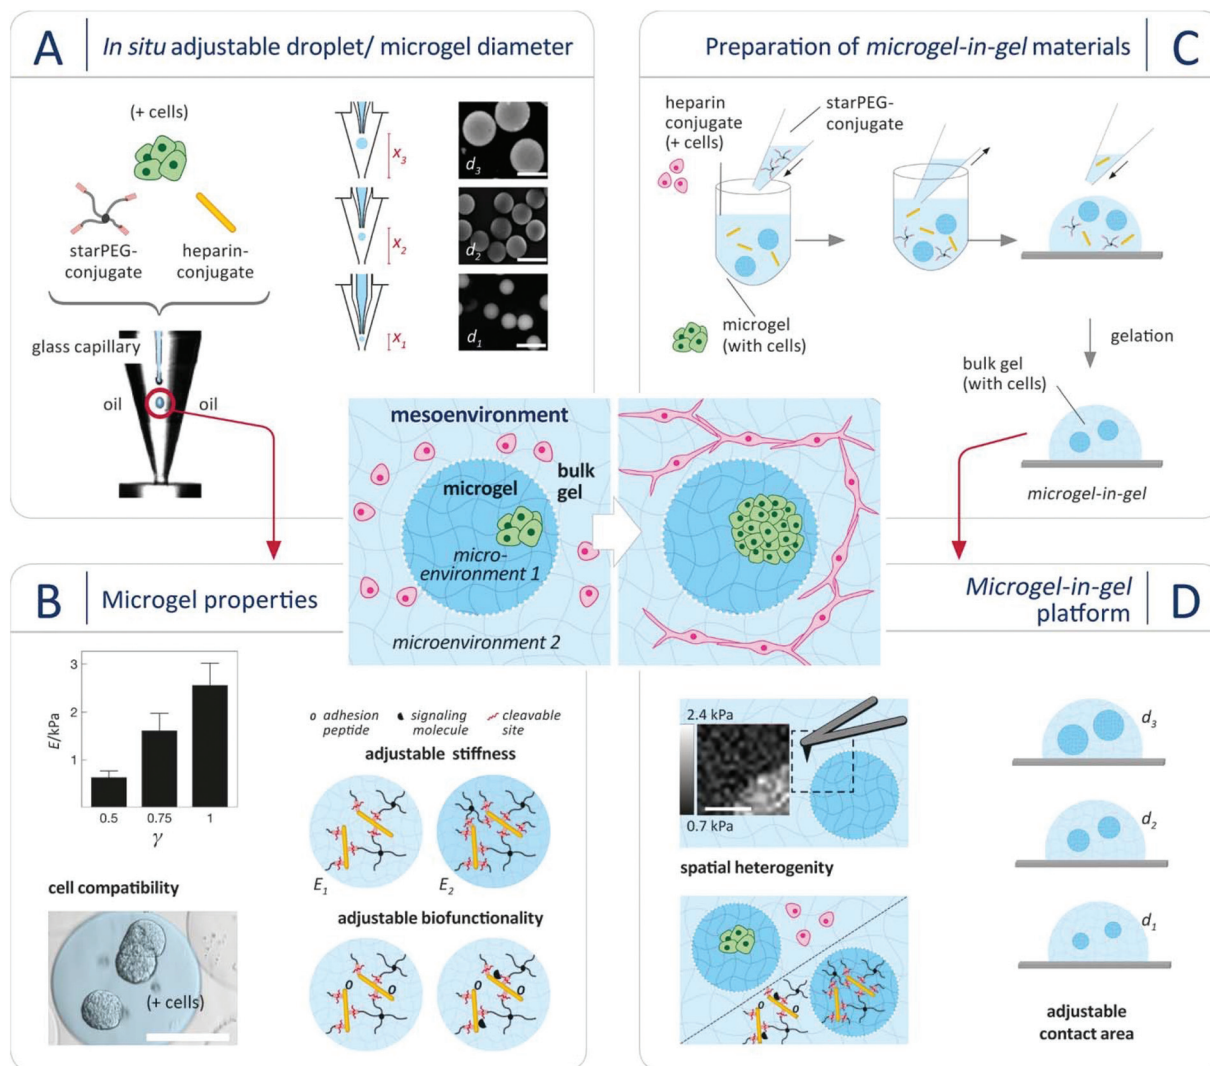 A
In situ adjustable droplet/ microgel diameter
(+ cells)
starPEG-
conjugate
heparin-
conjugate
glass capillary
oil
oil
x3
x2
x1
d3
d2
d1
Preparation of microgel-in-gel materials
C
heparin
conjugate
(+ cells)
starPEG-
conjugate
microgel
(with cells)
gelation
bulk gel
(with cells)
microgel-in-gel
mesoenvironment
bulk
gel
microgel
micro-
environment 1
microenvironment 2
B
Microgel properties
E/kPa
3
2
1
0.5
0.75
1
γ
cell compatibility
(+ cells)
adhesion
peptide
signaling
molecule
cleavable
site
adjustable stiffness
E1
E2
adjustable biofunctionality
Microgel-in-gel
platform
D
2.4 kPa
0.7 kPa
spatial heterogenity
d3
d2
d1
adjustable
contact area